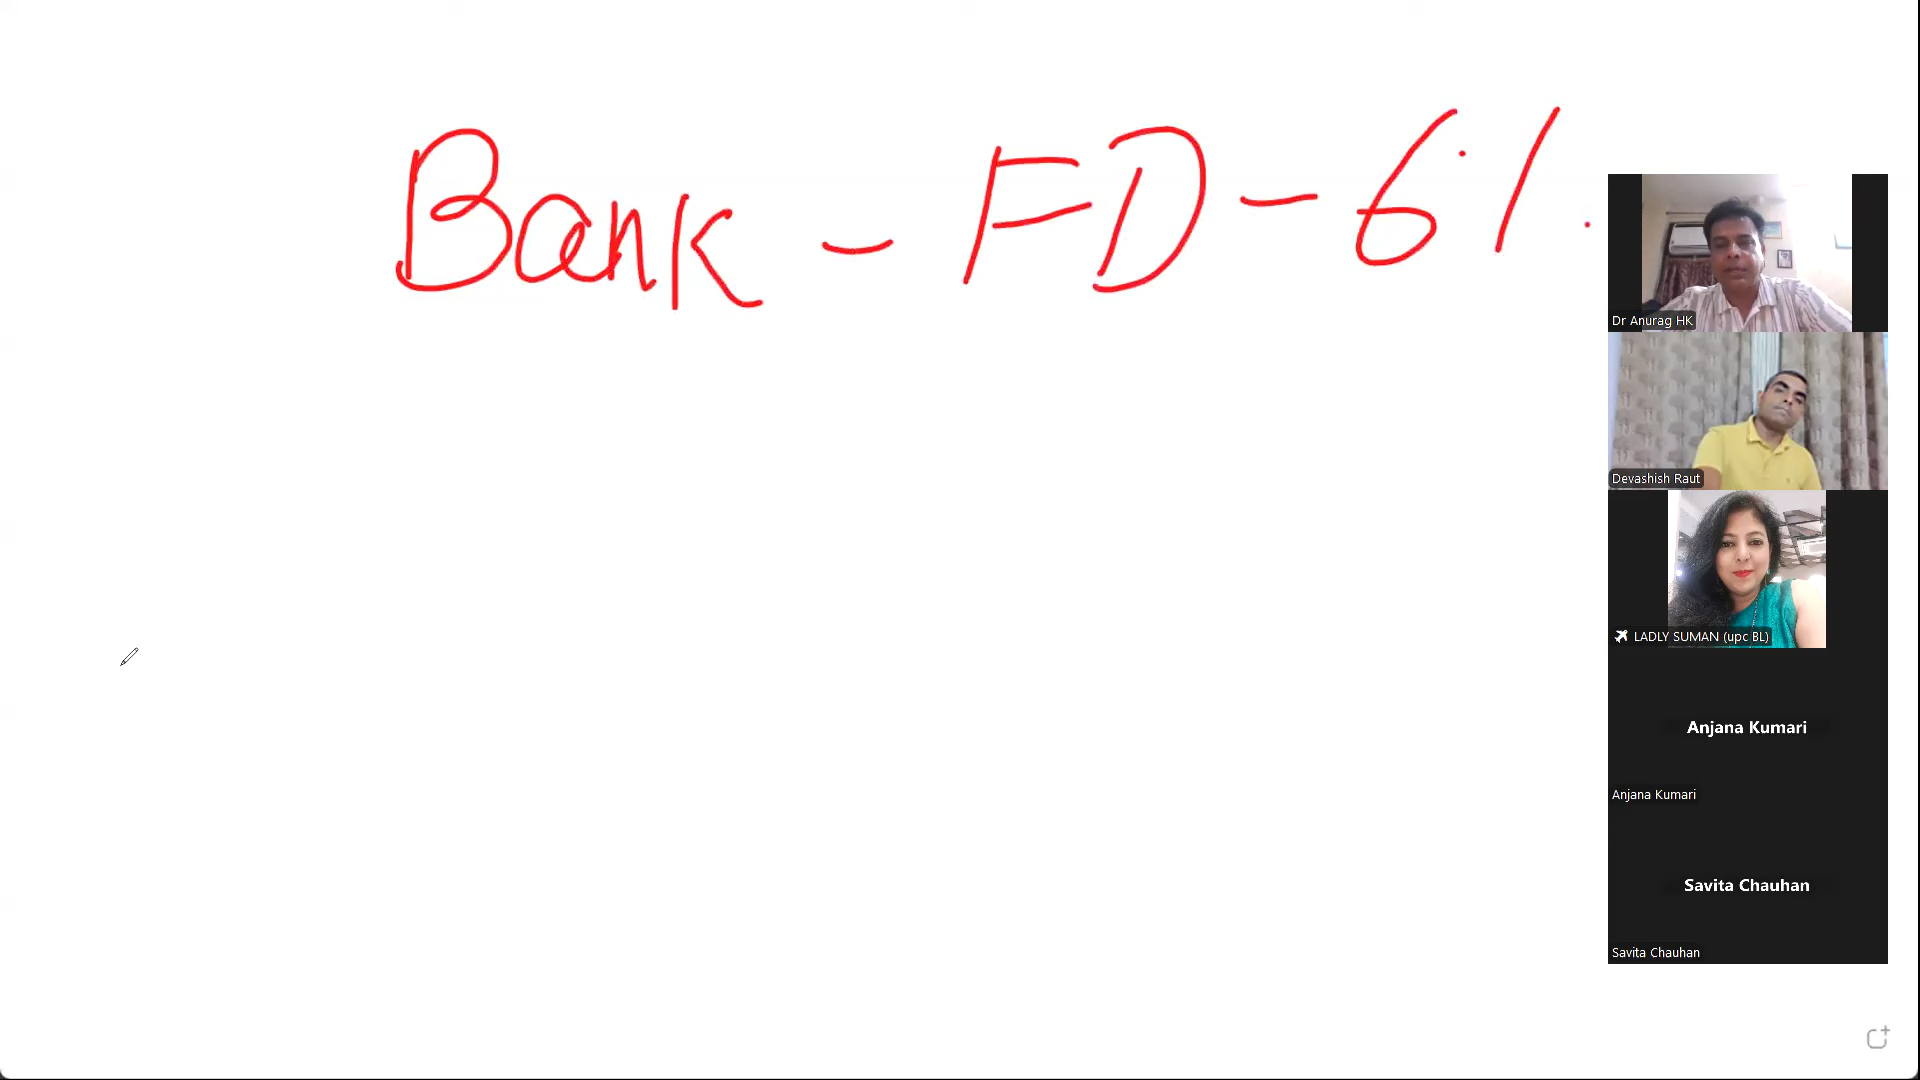 Bank - FD - 6%
Dr Anurag HK
Devashish Raut
LADLY SUMAN (upc BL)
Anjana Kumari
Anjana Kumari
Savita Chauhan
Savita Chauhan